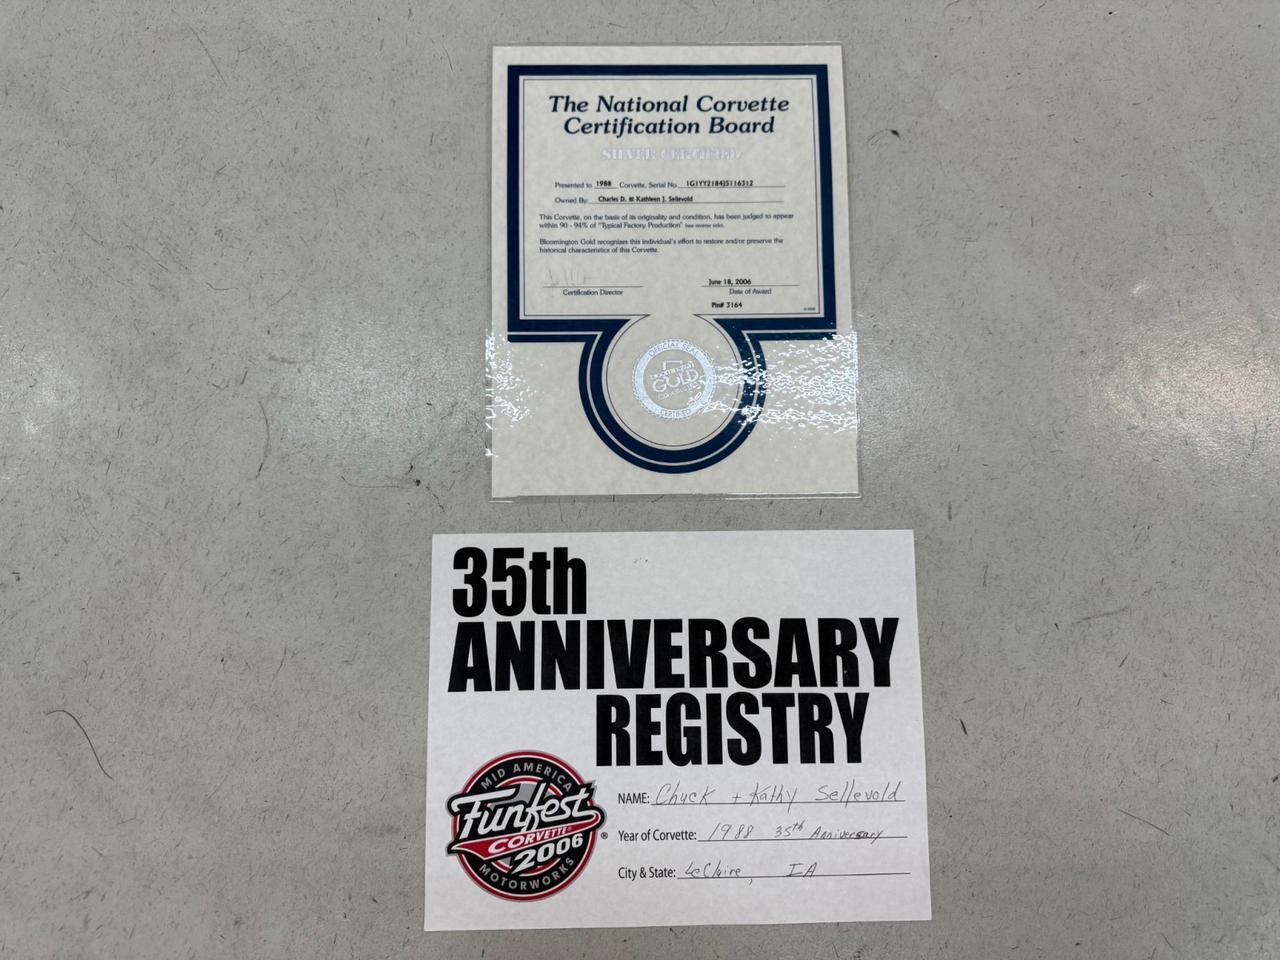 The National Corvette
Certification Board
SILVER CERTIFIED
Presented to 1988 Corvette, Serial No. 1G1YY2184J5116312
Owned By: Charles D. & Kathleen J. Sellevold
This Corvette, on the basis of its originality and condition, has been judged to appear
within 90 - 94% of "Typical Factory Production" (see reverse side).
Bloomington Gold recognizes this individual's effort to restore and/or preserve the
historical characteristics of this Corvette.
June 18, 2006
Certification Director
Date of Award
Pin# 3164
OFFICIAL SEAL
BLOOMINGTON
GOLD
CERTIFIED
35th
ANNIVERSARY
REGISTRY
MID AMERICA
Funfest
CORVETTE®
2006
MOTORWORKS
®
NAME: Chuck + Kathy Sellevold
Year of Corvette: 1988 35th Anniversary
City & State: LeClaire, IA